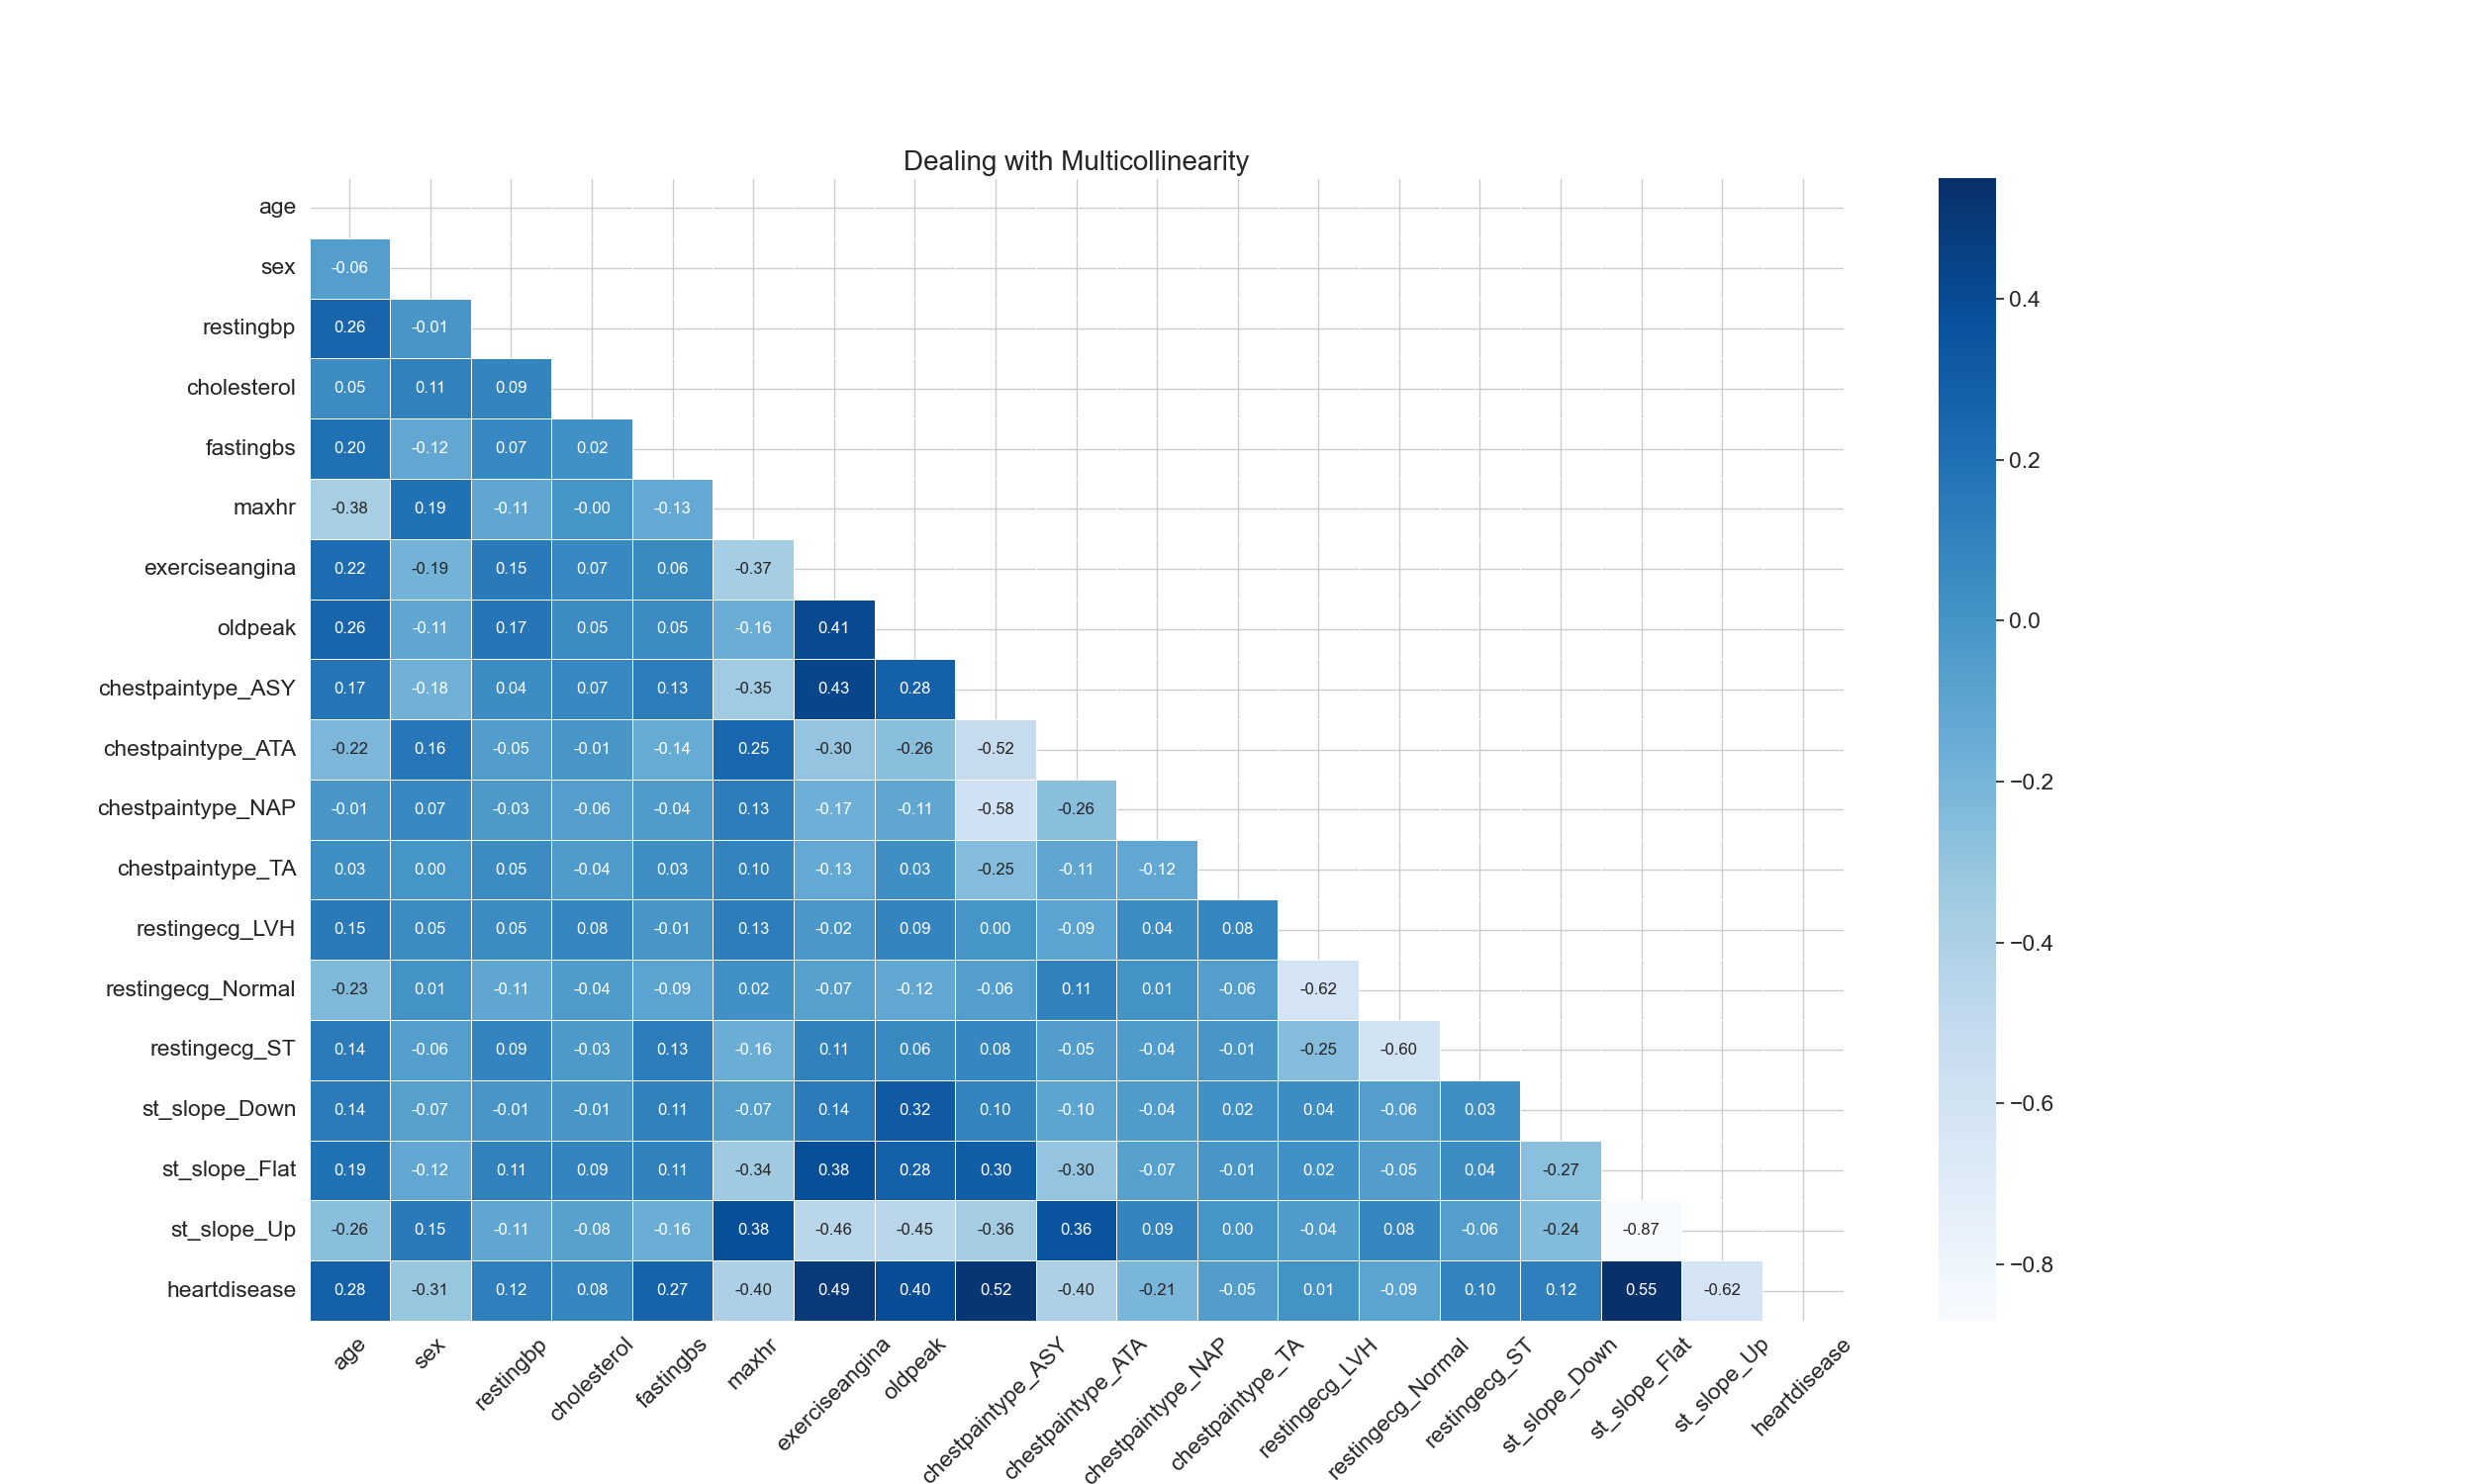 Dealing with Multicollinearity
age
sex -0.06
restingbp 0.26 -0.01
cholesterol 0.05 0.11 0.09
fastingbs 0.20 -0.12 0.07 0.02
maxhr -0.38 0.19 -0.11 -0.00 -0.13
exerciseangina 0.22 -0.19 0.15 0.07 0.06 -0.37
oldpeak 0.26 -0.11 0.17 0.05 0.05 -0.16 0.41
chestpaintype_ASY 0.17 -0.18 0.04 0.07 0.13 -0.35 0.43 0.28
chestpaintype_ATA -0.22 0.16 -0.05 -0.01 -0.14 0.25 -0.30 -0.26 -0.52
chestpaintype_NAP -0.01 0.07 -0.03 -0.06 -0.04 0.13 -0.17 -0.11 -0.58 -0.26
chestpaintype_TA 0.03 0.00 0.05 -0.04 0.03 0.10 -0.13 0.03 -0.25 -0.11 -0.12
restingecg_LVH 0.15 0.05 0.05 0.08 -0.01 0.13 -0.02 0.09 0.00 -0.09 0.04 0.08
restingecg_Normal -0.23 0.01 -0.11 -0.04 -0.09 0.02 -0.07 -0.12 -0.06 0.11 0.01 -0.06 -0.62
restingecg_ST 0.14 -0.06 0.09 -0.03 0.13 -0.16 0.11 0.06 0.08 -0.05 -0.04 -0.01 -0.25 -0.60
st_slope_Down 0.14 -0.07 -0.01 -0.01 0.11 -0.07 0.14 0.32 0.10 -0.10 -0.04 0.02 0.04 -0.06 0.03
st_slope_Flat 0.19 -0.12 0.11 0.09 0.11 -0.34 0.38 0.28 0.30 -0.30 -0.07 -0.01 0.02 -0.05 0.04 -0.27
st_slope_Up -0.26 0.15 -0.11 -0.08 -0.16 0.38 -0.46 -0.45 -0.36 0.36 0.09 0.00 -0.04 0.08 -0.06 -0.24 -0.87
heartdisease 0.28 -0.31 0.12 0.08 0.27 -0.40 0.49 0.40 0.52 -0.40 -0.21 -0.05 0.01 -0.09 0.10 0.12 0.55 -0.62
age sex restingbp cholesterol fastingbs maxhr exerciseangina oldpeak chestpaintype_ASY chestpaintype_ATA chestpaintype_NAP chestpaintype_TA restingecg_LVH restingecg_Normal restingecg_ST st_slope_Down st_slope_Flat st_slope_Up heartdisease
0.4
0.2
0.0
−0.2
−0.4
−0.6
−0.8